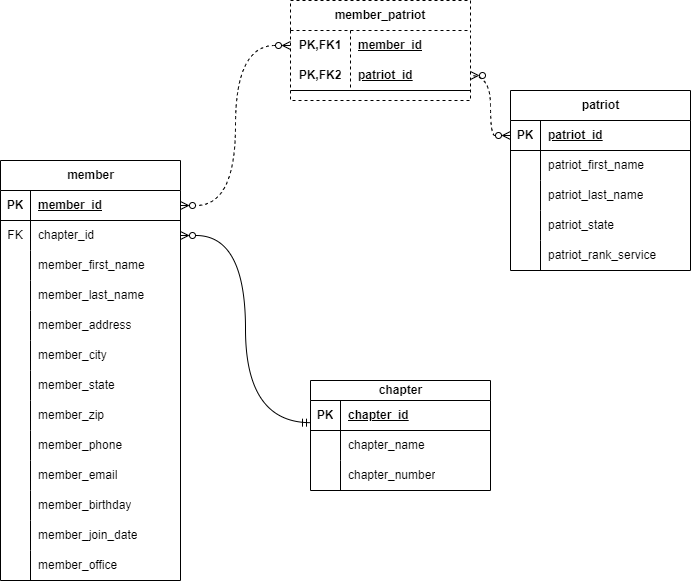 member_patriot
PK,FK1 member_id
PK,FK2 patriot_id
patriot
PK patriot_id
patriot_first_name
patriot_last_name
patriot_state
patriot_rank_service
member
PK member_id
FK chapter_id
member_first_name
member_last_name
member_address
member_city
member_state
member_zip
member_phone
member_email
member_birthday
member_join_date
member_office
chapter
PK chapter_id
chapter_name
chapter_number